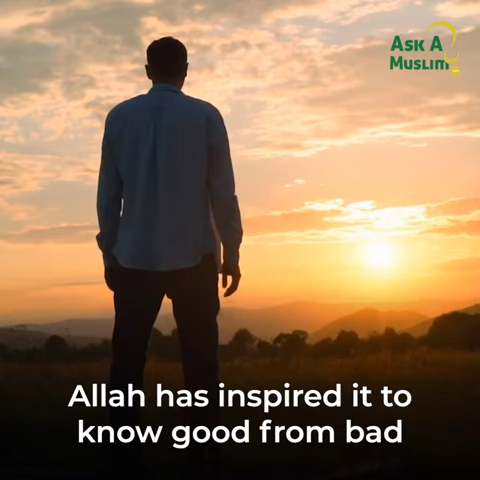 Ask A
Muslim
Allah has inspired it to
know good from bad